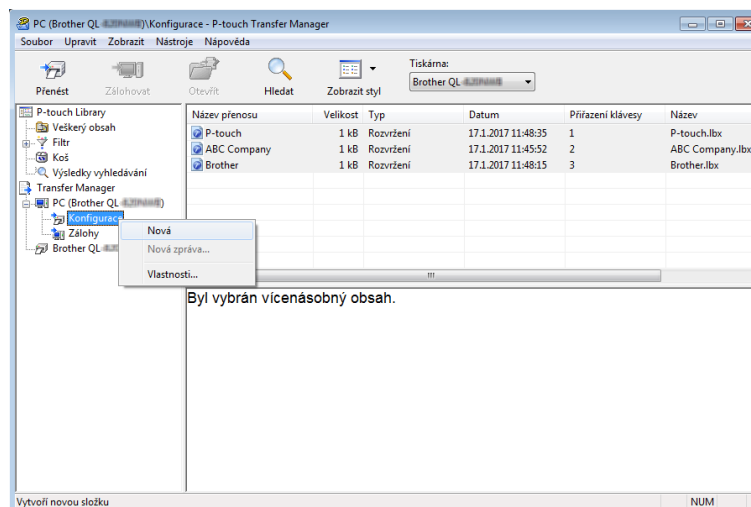 PC (Brother QL \Konfigurace - P-touch Transfer Manager
Soubor Upravit Zobrazit Nástroje Nápověda
Tiskárna:
Brother QL
Přenést Zálohovat Otevřít Hledat Zobrazit styl
P-touch Library
Veškerý obsah
Filtr
Koš
Výsledky vyhledávání
Transfer Manager
PC (Brother QL )
Konfigurace
Zálohy
Brother QL
Nová
Nová zpráva...
Vlastnosti...
Název přenosu Velikost Typ Datum Přiřazení klávesy Název
P-touch 1 kB Rozvržení 17.1.2017 11:48:35 1 P-touch.lbx
ABC Company 1 kB Rozvržení 17.1.2017 11:45:52 2 ABC Company.lbx
Brother 1 kB Rozvržení 17.1.2017 11:48:15 3 Brother.lbx
Byl vybrán vícenásobný obsah.
Vytvoří novou složku NUM